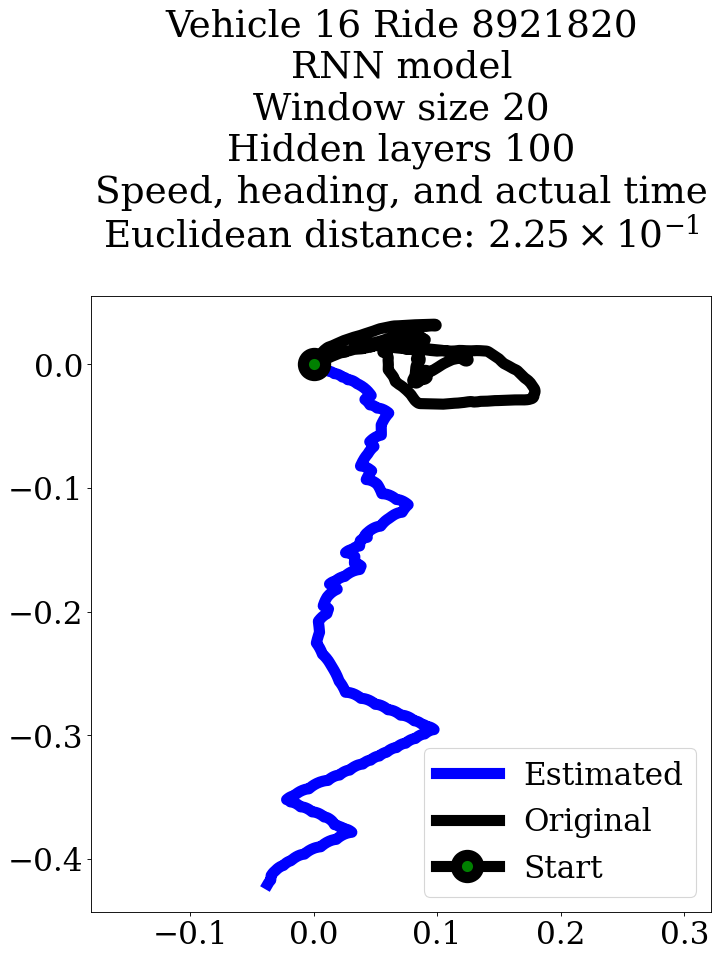 Vehicle 16 Ride 8921820
RNN model
Window size 20
Hidden layers 100
Speed, heading, and actual time
Euclidean distance: 2.25 × 10⁻¹
0.0
−0.1
−0.2
−0.3
−0.4
Estimated
Original
Start
−0.1 0.0 0.1 0.2 0.3